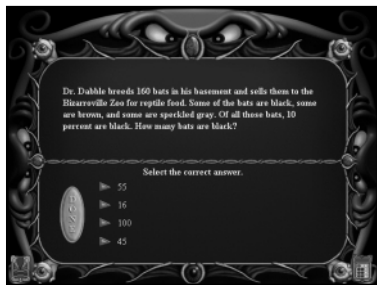 Dr. Dabble breeds 160 bats in his basement and sells them to the
Bizarroville Zoo for reptile food. Some of the bats are black, some
are brown, and some are speckled gray. Of all these bats, 10
percent are black. How many bats are black?
Select the correct answer.
55
16
100
45